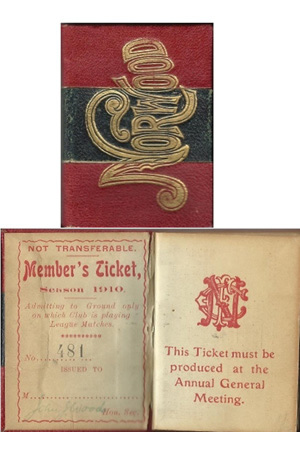 NORWOOD
NOT TRANSFERABLE.
Member's Ticket,
Season 1910.
Admitting to Ground only
on which Club is playing
League Matches.
No. 481
ISSUED TO
M
Hon. Sec.
This Ticket must be
produced at the
Annual General
Meeting.